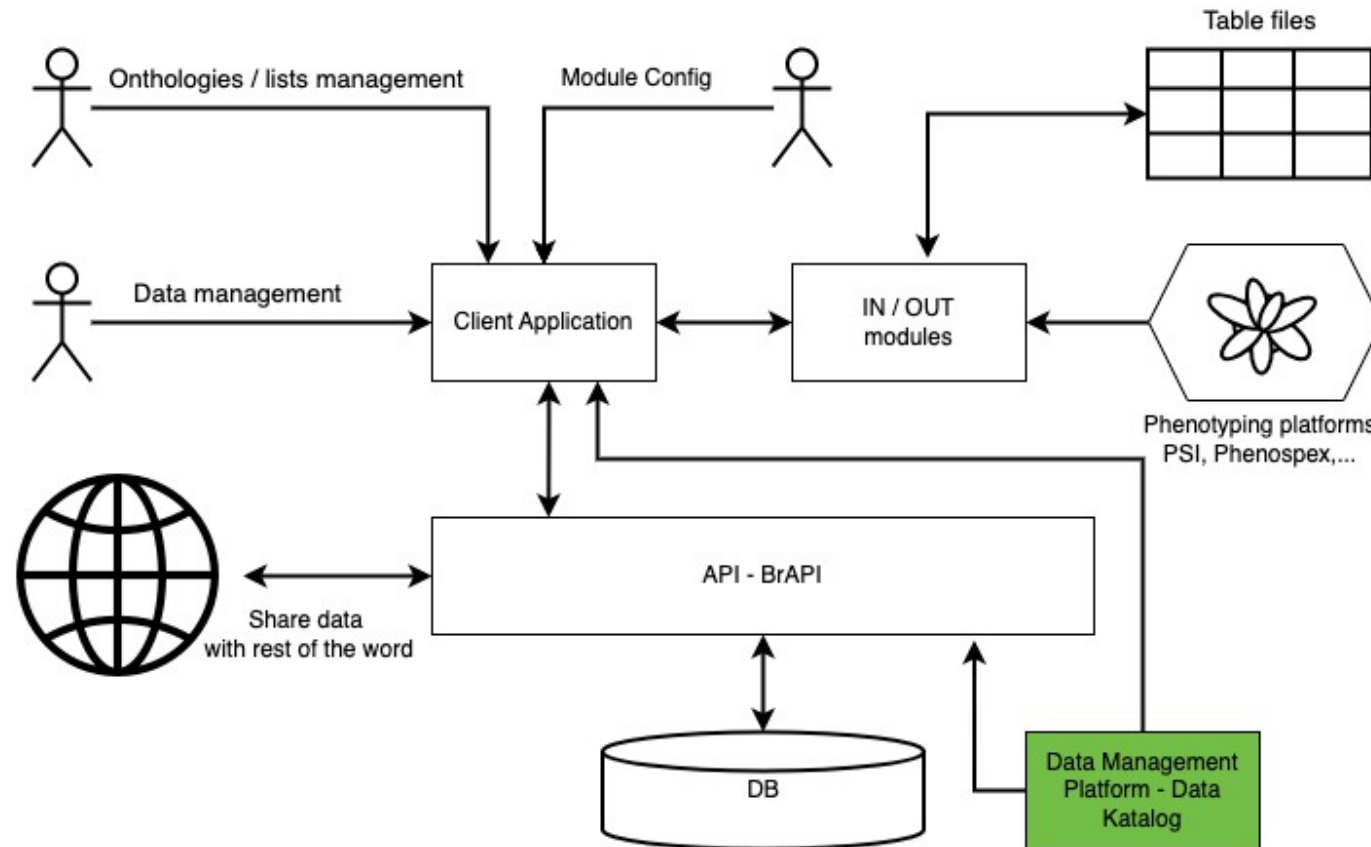 Table files
Onthologies / lists management
Module Config
Data management
Client Application
IN / OUT
modules
Phenotyping platforms
PSI, Phenospex,...
API - BrAPI
Share data
with rest of the word
DB
Data Management
Platform - Data
Katalog